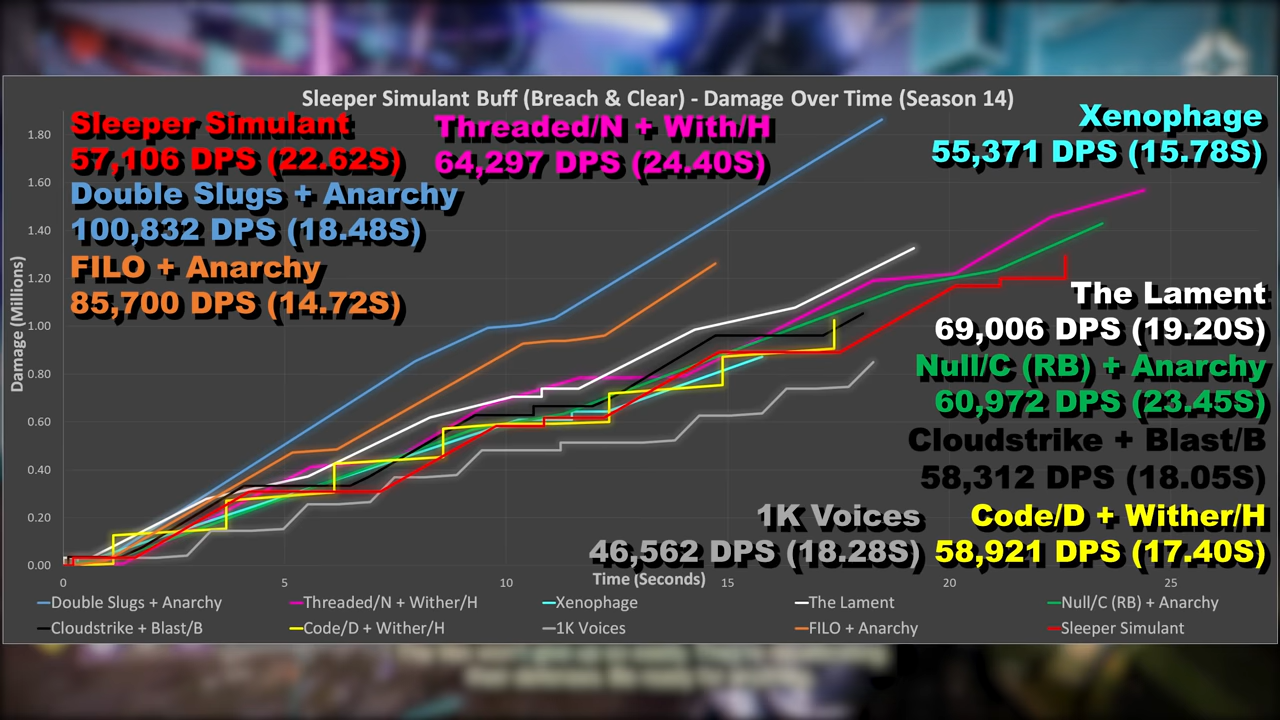 Sleeper Simulant Buff (Breach & Clear) - Damage Over Time (Season 14)
Sleeper Simulant
57,106 DPS (22.62S)
Double Slugs + Anarchy
100,832 DPS (18.48S)
FILO + Anarchy
85,700 DPS (14.72S)
Threaded/N + With/H
64,297 DPS (24.40S)
Xenophage
55,371 DPS (15.78S)
The Lament
69,006 DPS (19.20S)
Null/C (RB) + Anarchy
60,972 DPS (23.45S)
Cloudstrike + Blast/B
58,312 DPS (18.05S)
1K Voices
46,562 DPS (18.28S)
Code/D + Wither/H
58,921 DPS (17.40S)
Damage (Millions)
1.80
1.60
1.40
1.20
1.00
0.80
0.60
0.40
0.20
0.00
0 5 10 15 20 25
Time (Seconds)
Double Slugs + Anarchy Threaded/N + Wither/H Xenophage The Lament Null/C (RB) + Anarchy
Cloudstrike + Blast/B Code/D + Wither/H 1K Voices FILO + Anarchy Sleeper Simulant